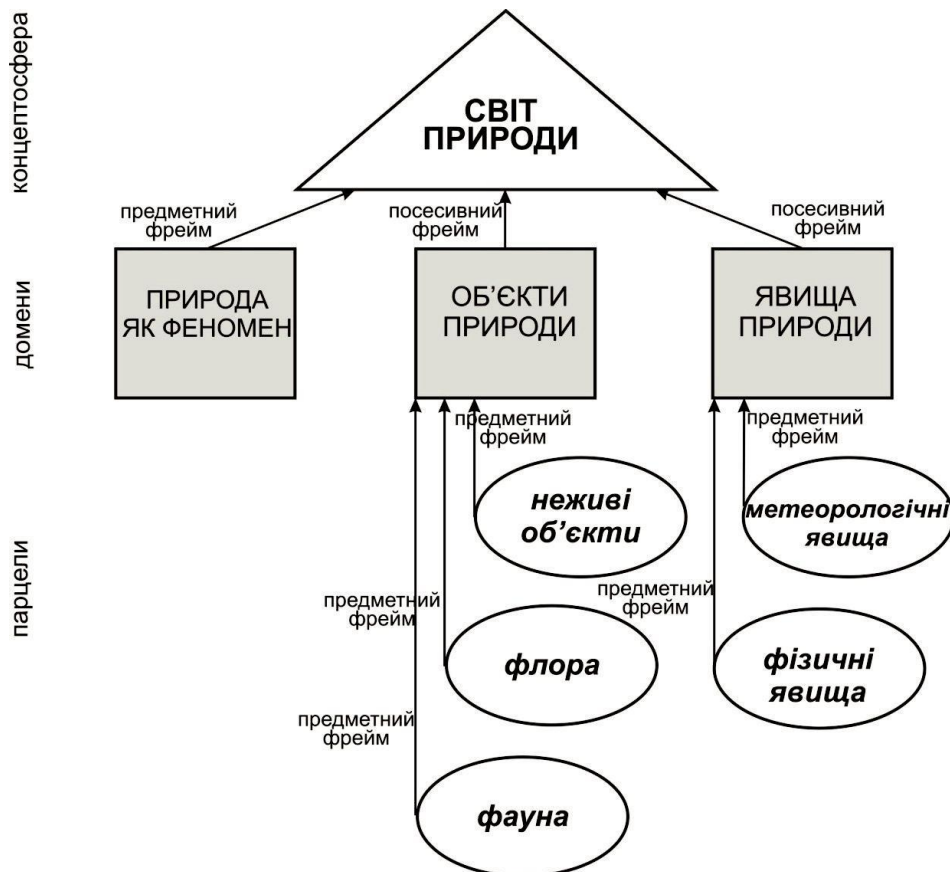 концептосфера
СВІТ
ПРИРОДИ
предметний
фрейм
посесивний
фрейм
посесивний
фрейм
домени
ПРИРОДА
ЯК ФЕНОМЕН
ОБ’ЄКТИ
ПРИРОДИ
ЯВИЩА
ПРИРОДИ
предметний
фрейм
предметний
фрейм
парцели
неживі
об’єкти
метеорологічні
явища
предметний
фрейм
предметний
фрейм
флора
фізичні
явища
предметний
фрейм
фауна